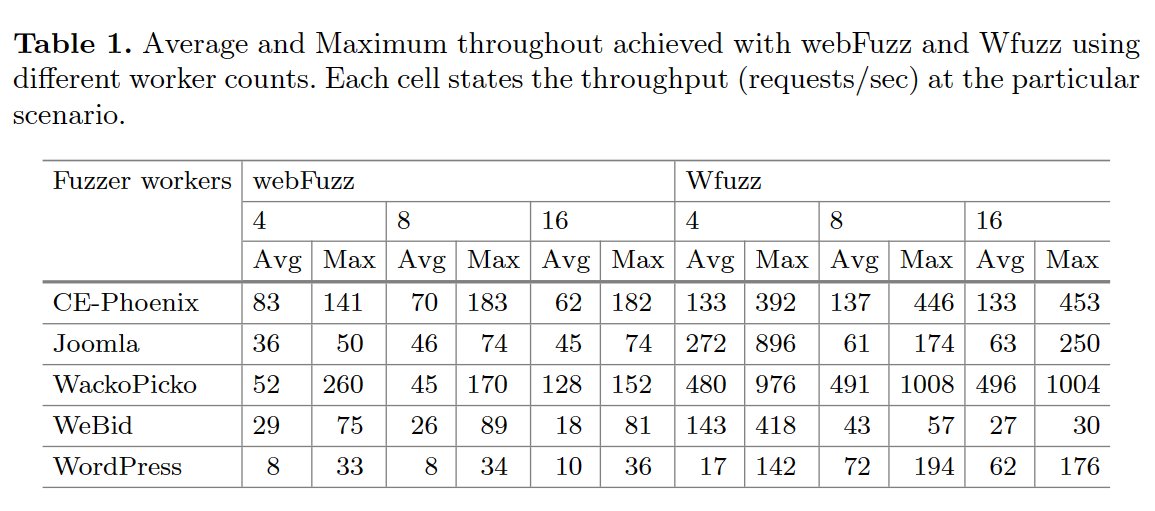 Table 1. Average and Maximum throughout achieved with webFuzz and Wfuzz using
different worker counts. Each cell states the throughput (requests/sec) at the particular
scenario.
Fuzzer workers webFuzz Wfuzz
4 8 16 4 8 16
Avg Max Avg Max Avg Max Avg Max Avg Max Avg Max
CE-Phoenix 83 141 70 183 62 182 133 392 137 446 133 453
Joomla 36 50 46 74 45 74 272 896 61 174 63 250
WackoPicko 52 260 45 170 128 152 480 976 491 1008 496 1004
WeBid 29 75 26 89 18 81 143 418 43 57 27 30
WordPress 8 33 8 34 10 36 17 142 72 194 62 176